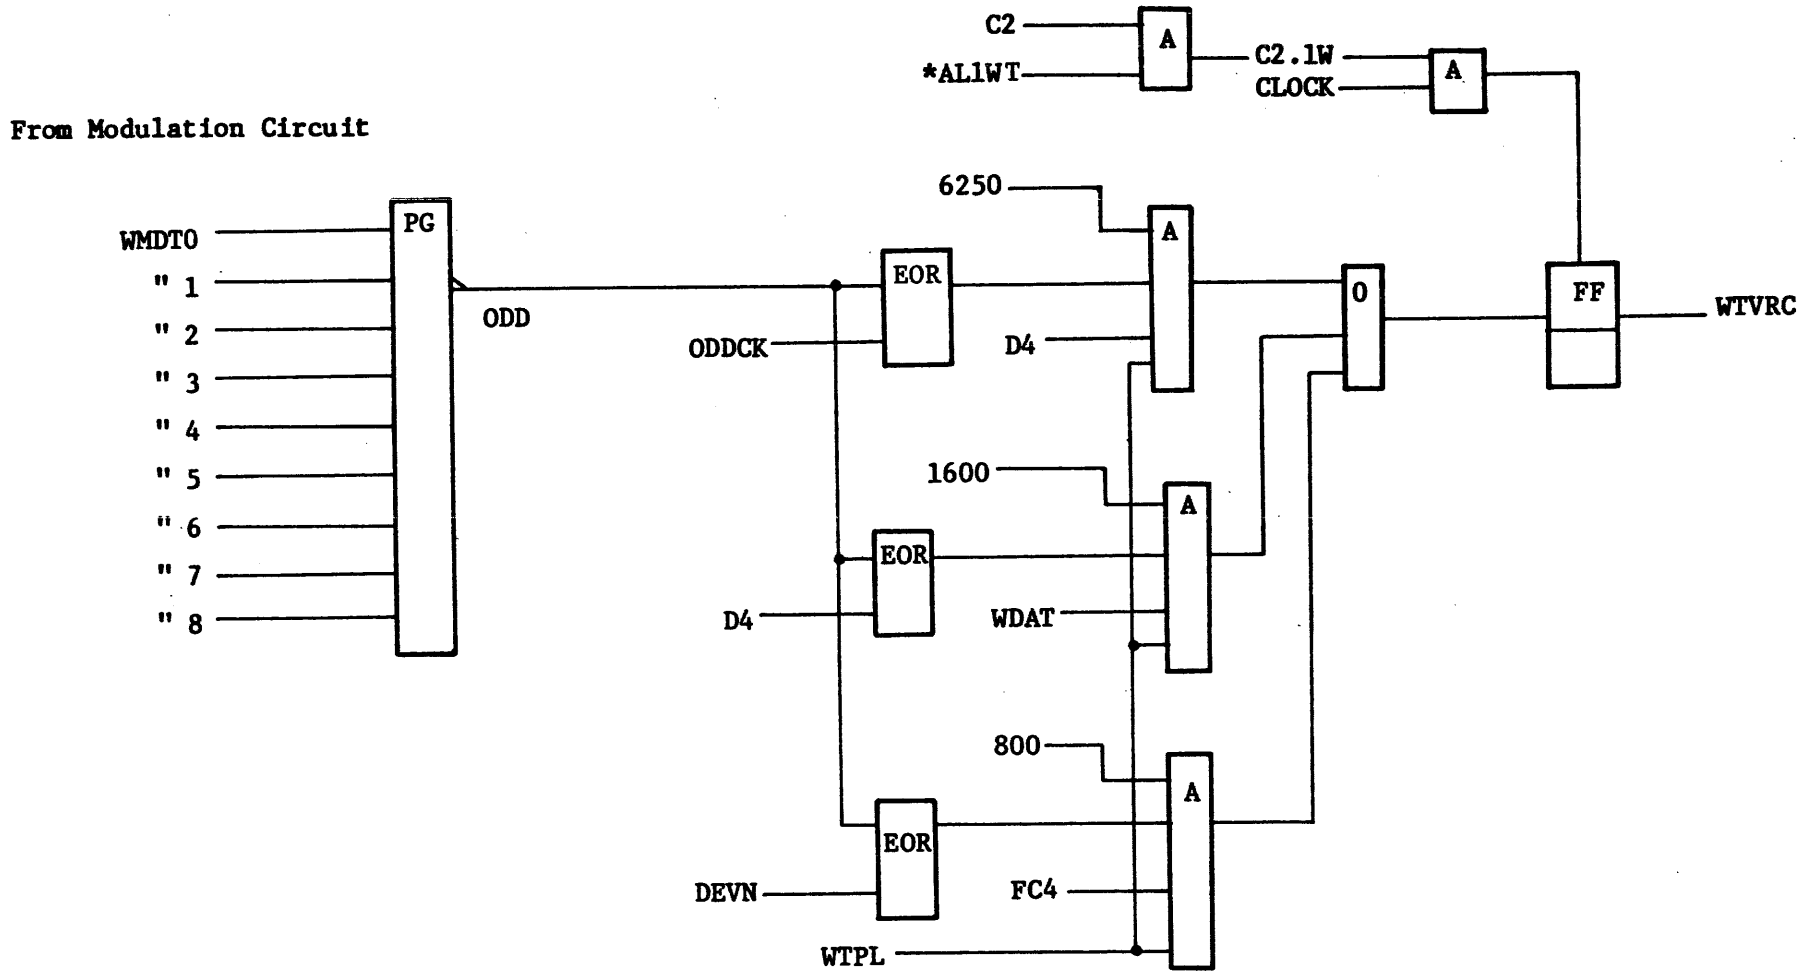 C2
A
*AL1WT
C2.1W
CLOCK
A
From Modulation Circuit
6250
PG
WMDT0
" 1
" 2
" 3
" 4
" 5
" 6
" 7
" 8
ODD
EOR
ODDCK
A
D4
O
FF
WTVRC
1600
A
EOR
D4
WDAT
800
A
EOR
DEVN
FC4
WTPL